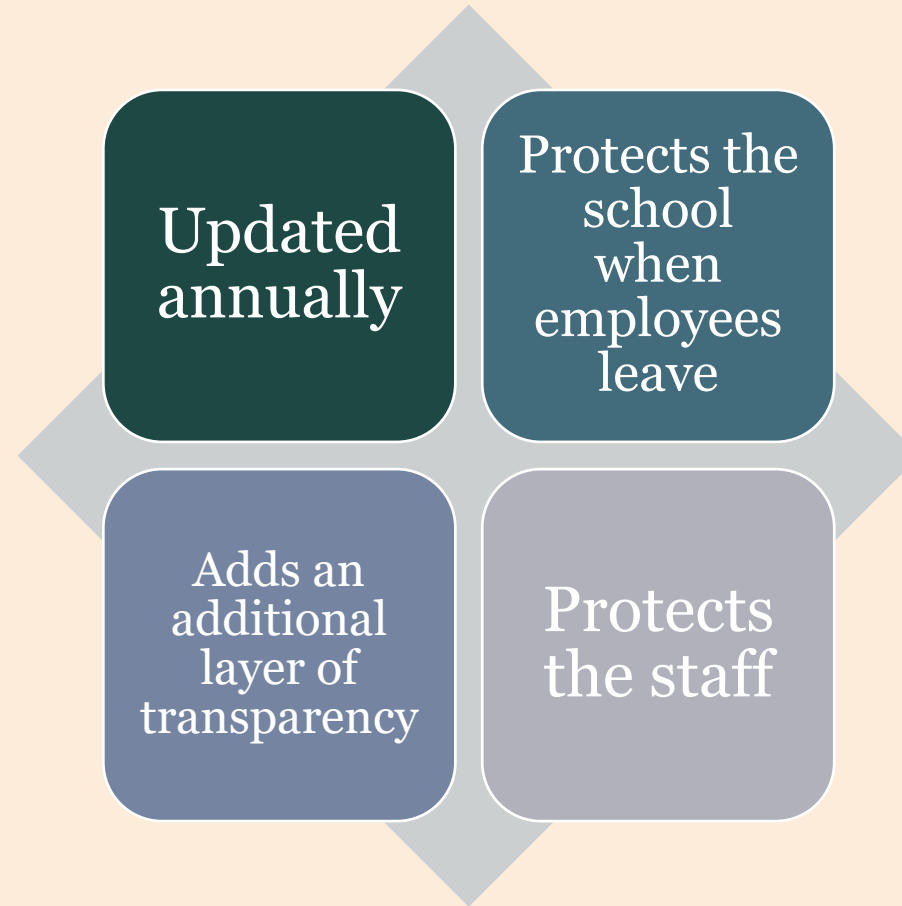 Updated
annually
Protects the
school
when
employees
leave
Adds an
additional
layer of
transparency
Protects
the staff